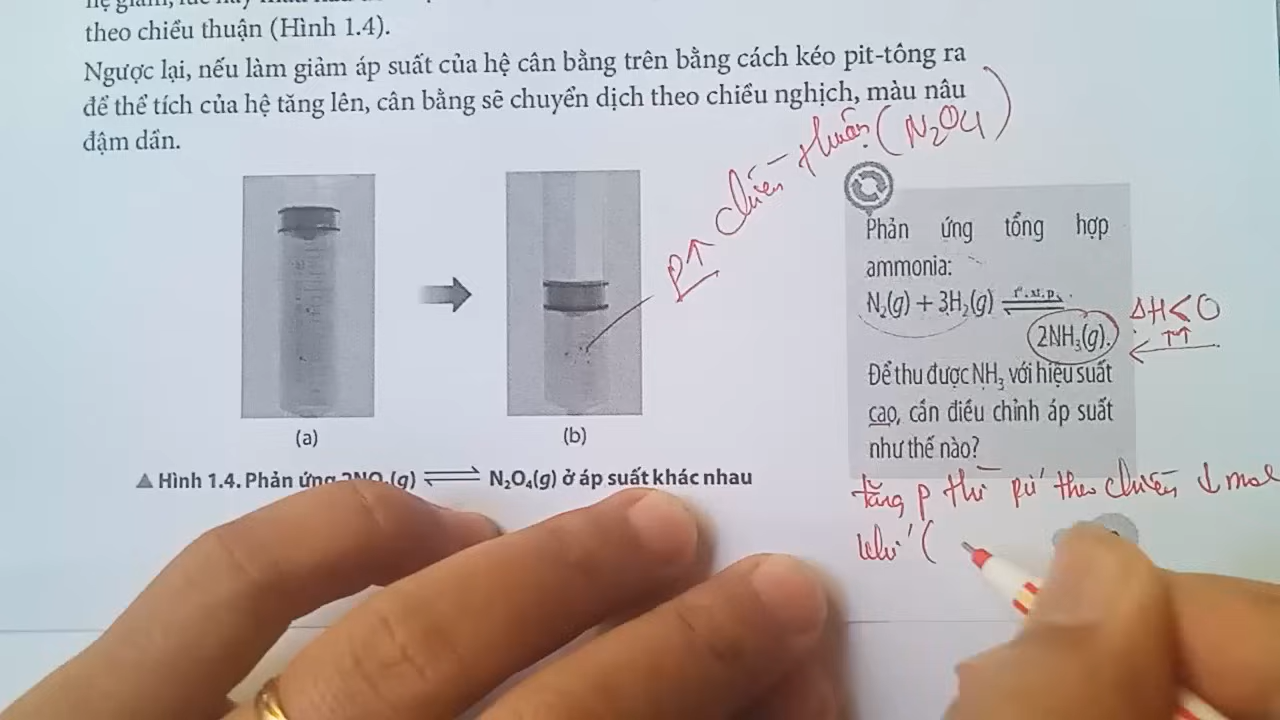 theo chiều thuận (Hình 1.4).
Ngược lại, nếu làm giảm áp suất của hệ cân bằng trên bằng cách kéo pit-tông ra
để thể tích của hệ tăng lên, cân bằng sẽ chuyển dịch theo chiều nghịch, màu nâu
đậm dần.
P↑ chiều thuận (N2O4)
(a)
(b)
▲ Hình 1.4. Phản ứng 2NO2(g) ⇌ N2O4(g) ở áp suất khác nhau
Phản ứng tổng hợp
ammonia:
N2(g) + 3H2(g) ⇌ t°, xt, p
2NH3(g).
ΔH < 0
Để thu được NH3 với hiệu suất
cao, cần điều chỉnh áp suất
như thế nào?
tăng p thì pứ theo chiều ↓ mol
khí (